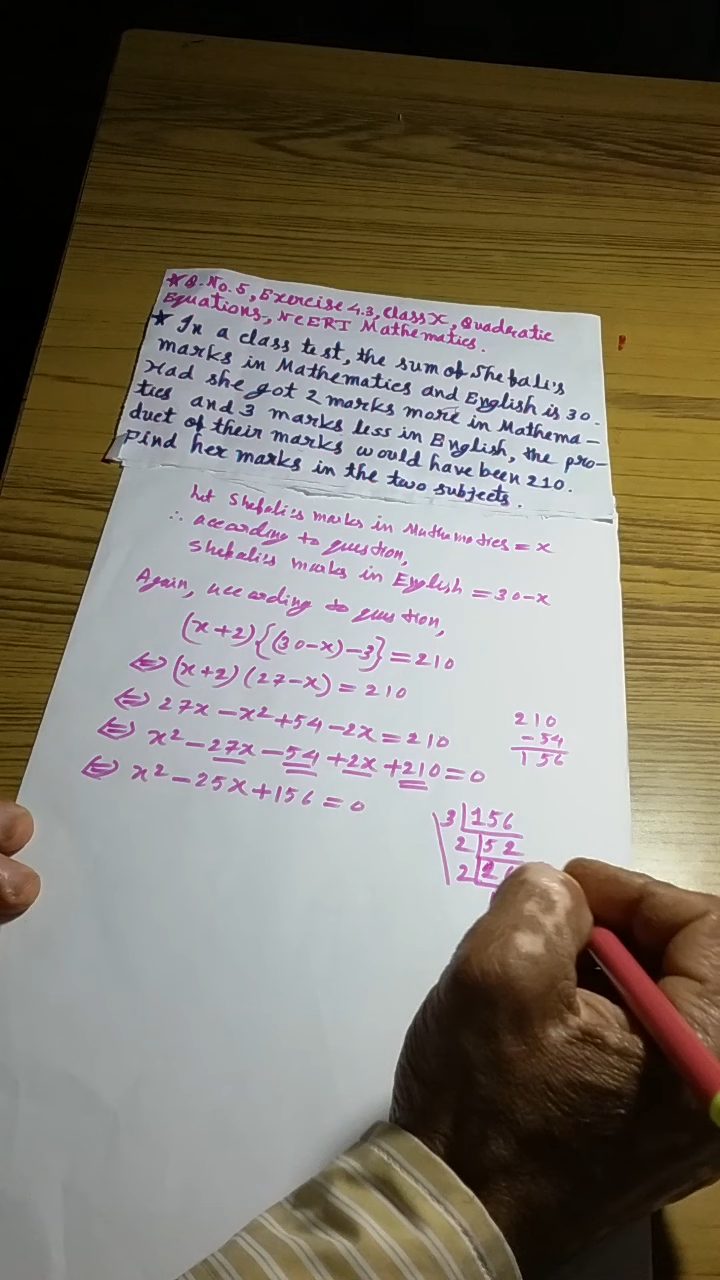 * Q. No. 5, Exercise 4.3, Class X, Quadratic
Equations, NCERT Mathematics.
* In a class test, the sum of Shefali's
marks in Mathematics and English is 30.
Had she got 2 marks more in Mathema-
tics and 3 marks less in English, the pro-
duct of their marks would have been 210.
Find her marks in the two subjects.
Let Shefali's marks in Mathematics = x
∴ according to question,
Shefali's marks in English = 30-x
Again, according to question,
(x+2){(30-x)-3} = 210
⇔ (x+2)(27-x) = 210
⇔ 27x - x² + 54 - 2x = 210
⇔ x² - 27x - 54 + 2x + 210 = 0
⇔ x² - 25x + 156 = 0
210
-54
156
3 156
2 52
2